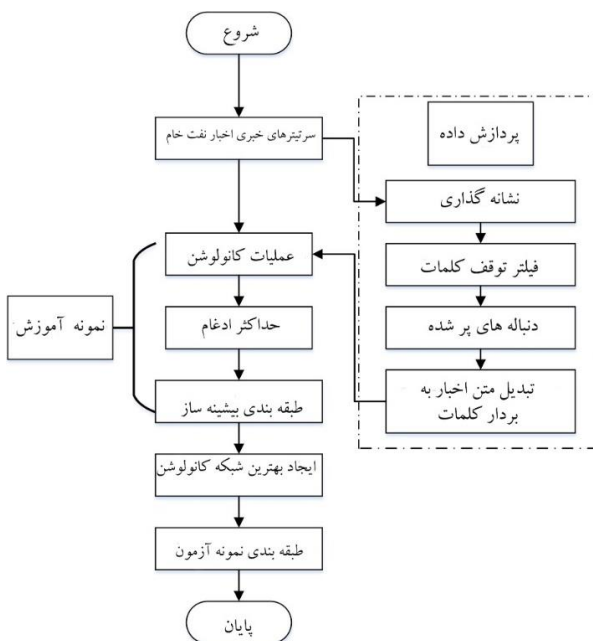 شروع
سرتیترهای خبری اخبار نفت خام
پردازش داده
نشانه گذاری
فیلتر توقف کلمات
دنباله های پر شده
تبدیل متن اخبار به
بردار کلمات
عملیات کانولوشن
حداکثر ادغام
طبقه بندی بیشینه ساز
نمونه آموزش
ایجاد بهترین شبکه کانولوشن
طبقه بندی نمونه آزمون
پایان